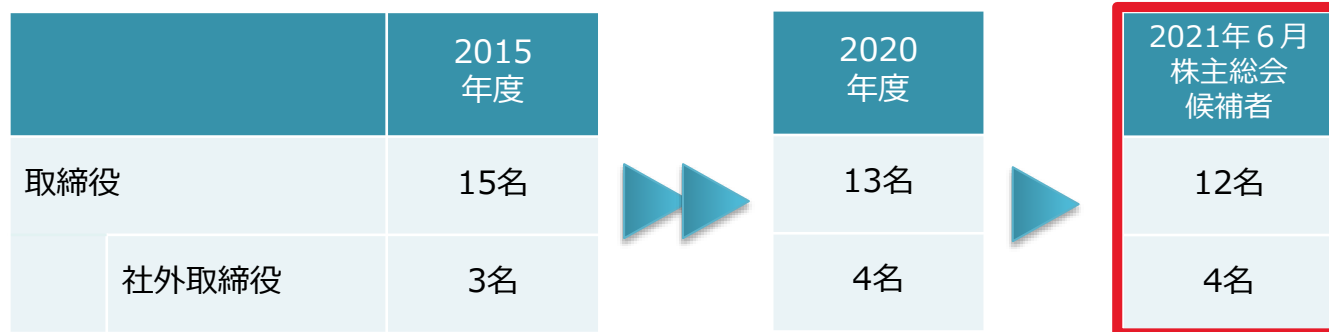 2015
年度
2020
年度
2021年６月
株主総会
候補者
取締役
15名
13名
12名
社外取締役
3名
4名
4名